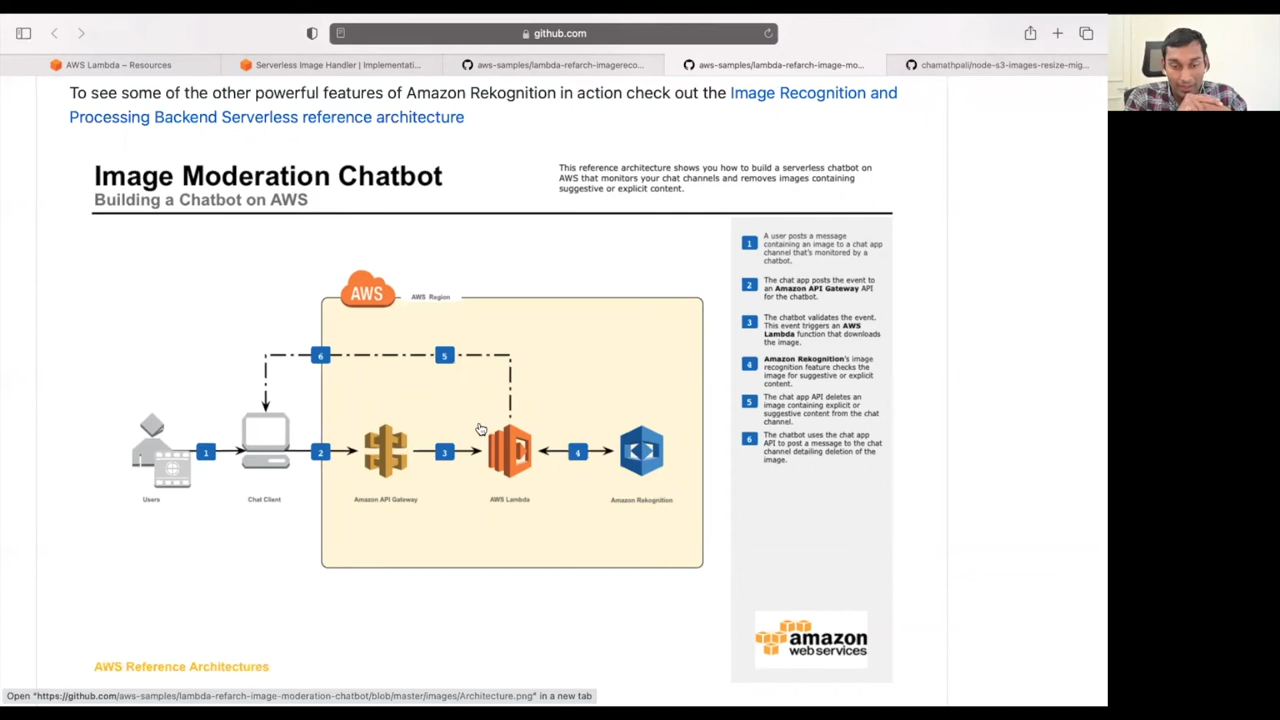 github.com
AWS Lambda – Resources
Serverless Image Handler | Implementati...
aws-samples/lambda-refarch-imagereco...
aws-samples/lambda-refarch-image-mo...
chamathpali/node-s3-images-resize-mig...
To see some of the other powerful features of Amazon Rekognition in action check out the Image Recognition and
Processing Backend Serverless reference architecture
Image Moderation Chatbot
Building a Chatbot on AWS
This reference architecture shows you how to build a serverless chatbot on
AWS that monitors your chat channels and removes images containing
suggestive or explicit content.
AWS
AWS Region
6
5
1
2
3
4
Users
Chat Client
Amazon API Gateway
AWS Lambda
Amazon Rekognition
1
A user posts a message
containing an image to a chat app
channel that's monitored by a
chatbot.
2
The chat app posts the event to
an Amazon API Gateway API
for the chatbot.
3
The chatbot validates the event.
This event triggers an AWS
Lambda function that downloads
the image.
4
Amazon Rekognition's image
recognition feature checks the
image for suggestive or explicit
content.
5
The chat app API deletes an
image containing explicit or
suggestive content from the chat
channel.
6
The chatbot uses the chat app
API to post a message to the chat
channel detailing deletion of the
image.
amazon
web services
AWS Reference Architectures
Open "https://github.com/aws-samples/lambda-refarch-image-moderation-chatbot/blob/master/images/Architecture.png" in a new tab